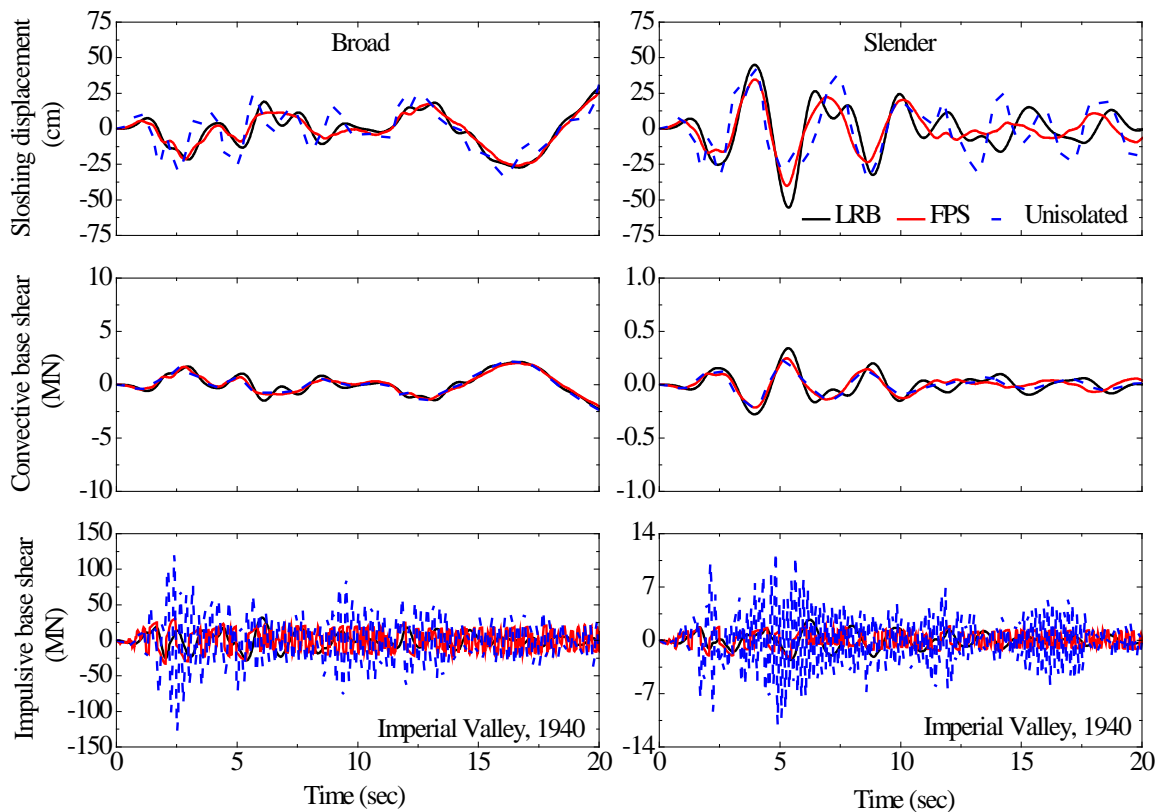 Sloshing displacement
(cm)
75
50
25
0
-25
-50
-75
Broad
75
50
25
0
-25
-50
-75
Slender
LRB
FPS
Unisolated
Convective base shear
(MN)
10
5
0
-5
-10
1.0
0.5
0.0
-0.5
-1.0
Impulsive base shear
(MN)
150
100
50
0
-50
-100
-150
Imperial Valley, 1940
0 5 10 15 20
Time (sec)
14
7
0
-7
-14
Imperial Valley, 1940
0 5 10 15 20
Time (sec)